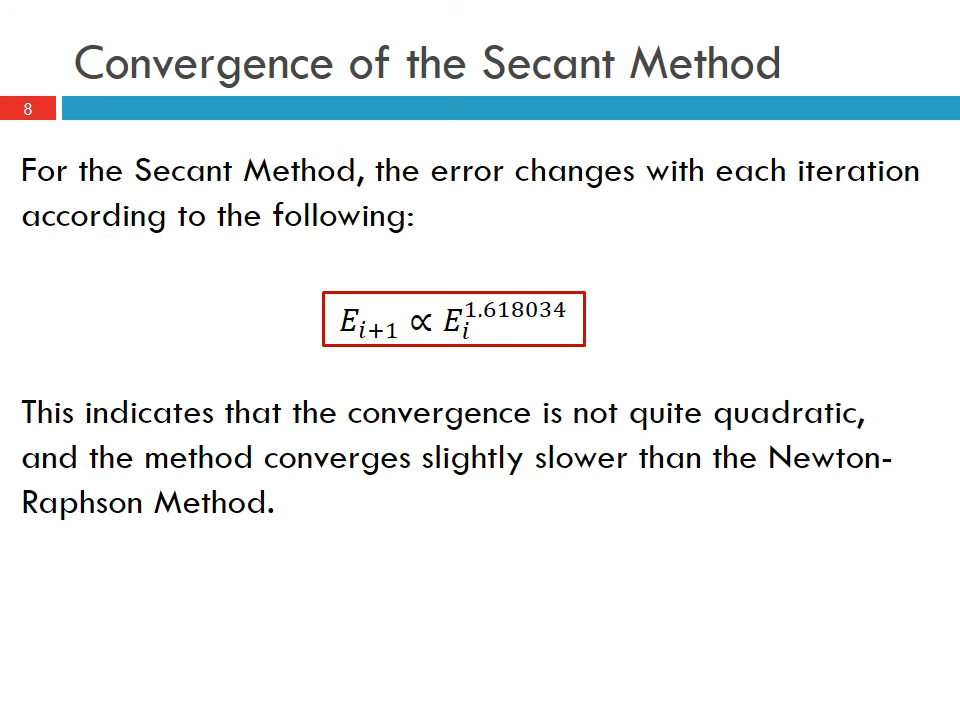 Convergence of the Secant Method
8
For the Secant Method, the error changes with each iteration
according to the following:
$E_{i+1} \propto E_i^{1.618034}$
This indicates that the convergence is not quite quadratic,
and the method converges slightly slower than the Newton-
Raphson Method.